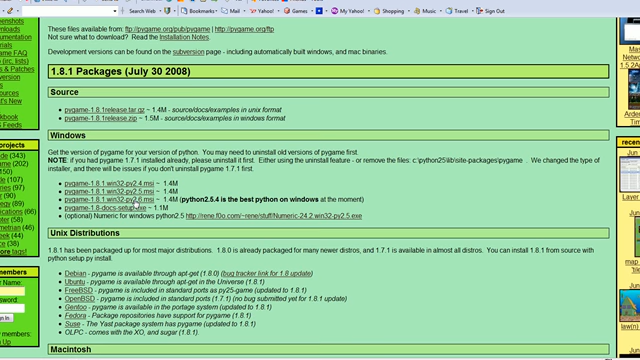 Search Web
Bookmarks
My Yahoo!
Yahoo!
Games
Music
Answers
Personals
Mail
Shopping
Travel
Sign Out
These files available from: ftp://pygame.org/pub/pygame | http://pygame.org/ftp
Not sure what to download? Read the Installation Notes.
Development versions can be found on the subversion page - including automatically built windows, and mac binaries.
1.8.1 Packages (July 30 2008)
Source
pygame-1.8.1release.tar.gz ~ 1.4M - source/docs/examples in unix format
pygame-1.8.1release.zip ~ 1.5M - source/docs/examples in windows format
Windows
Get the version of pygame for your version of python. You may need to uninstall old versions of pygame first.
NOTE: if you had pygame 1.7.1 installed already, please uninstall it first. Either using the uninstall feature - or remove the files: c:\python25\lib\site-packages\pygame . We changed the type of
installer, and there will be issues if you don't uninstall pygame 1.7.1 first.
pygame-1.8.1.win32-py2.4.msi ~ 1.4M
pygame-1.8.1.win32-py2.5.msi ~ 1.4M
pygame-1.8.1.win32-py2.6.msi ~ 1.4M (python2.5.4 is the best python on windows at the moment)
pygame-1.8-docs-setup.exe ~ 1.1M
(optional) Numeric for windows python2.5 http://rene.f0o.com/~rene/stuff/Numeric-24.2.win32-py2.5.exe
Unix Distributions
1.8.1 has been packaged up for most major distributions. 1.8.0 is already packaged for many newer distros, and 1.7.1 is available in almost all distros. You can install 1.8.1 from source with
python setup.py install.
Debian - pygame is available through apt-get (1.8.0) (bug tracker link for 1.8 update)
Ubuntu - pygame is available through apt-get in the Universe (1.8.1)
FreeBSD - pygame is included in standard ports as py25-game (updated to 1.8.1)
OpenBSD - pygame is included in standard ports (1.7.1) (no bug submitted yet for 1.8.1 update)
Gentoo - pygame is available in the portage system (updated to 1.8.1)
Fedora - Package repositories have support for pygame (1.8.1)
Suse - The Yast package system has pygame (updated to 1.8.1)
OLPC - comes with the XO, and sugar (1.8.1).
Macintosh